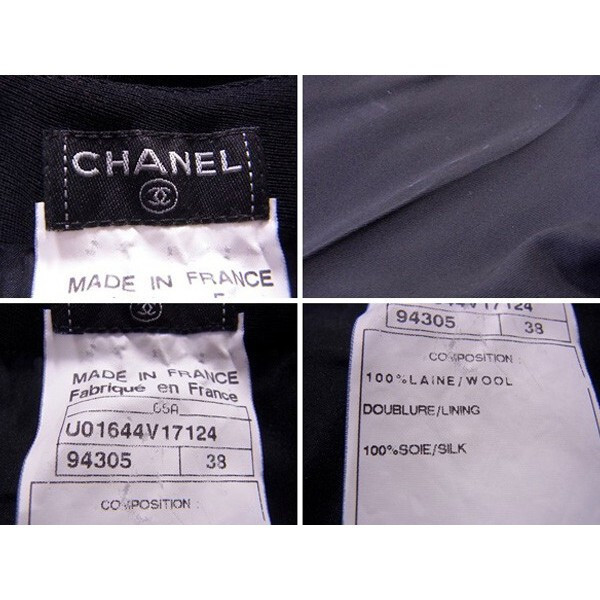 CHANEL
MADE IN FRANCE
MADE IN FRANCE
Fabriqué en France
05A
U01644V17124
94305 38
COMPOSITION :
94305 38
COMPOSITION :
100%LAINE/WOOL
DOUBLURE/LINING
100%SOIE/SILK